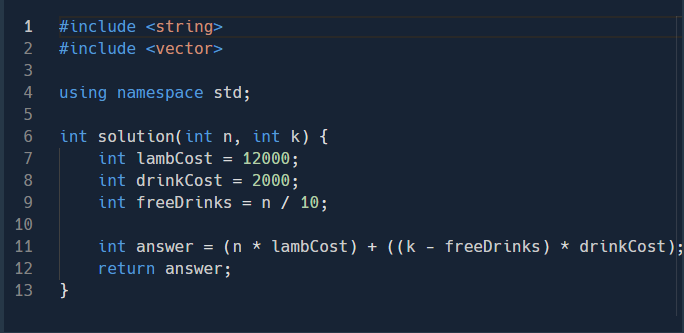 1 #include <string>
2 #include <vector>
3
4 using namespace std;
5
6 int solution(int n, int k) {
7     int lambCost = 12000;
8     int drinkCost = 2000;
9     int freeDrinks = n / 10;
10
11     int answer = (n * lambCost) + ((k - freeDrinks) * drinkCost);
12     return answer;
13 }